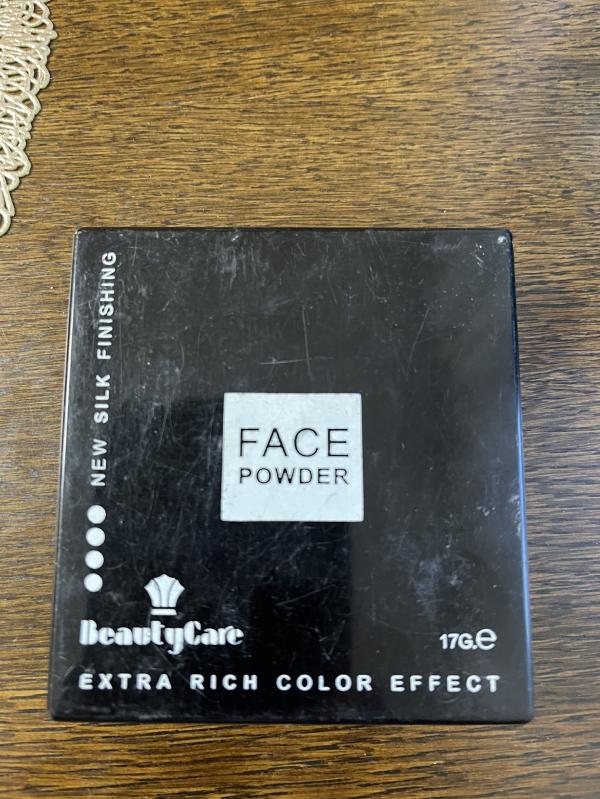 NEW SILK FINISHING
FACE
POWDER
BeautyCare
17G.e
EXTRA RICH COLOR EFFECT